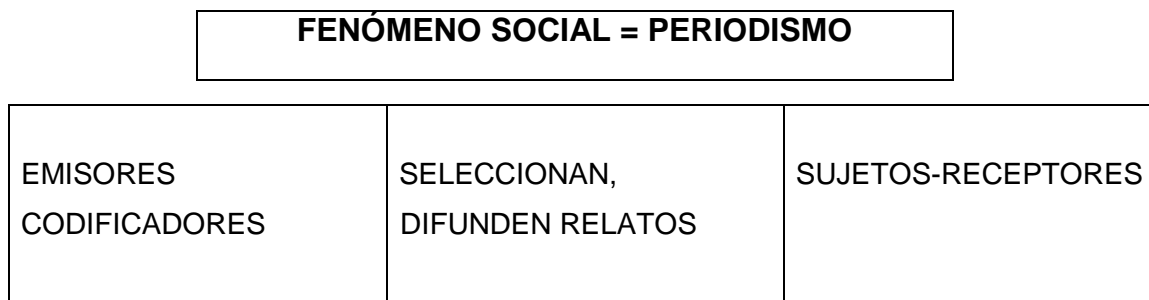 FENÓMENO SOCIAL = PERIODISMO
EMISORES
CODIFICADORES
SELECCIONAN,
DIFUNDEN RELATOS
SUJETOS-RECEPTORES